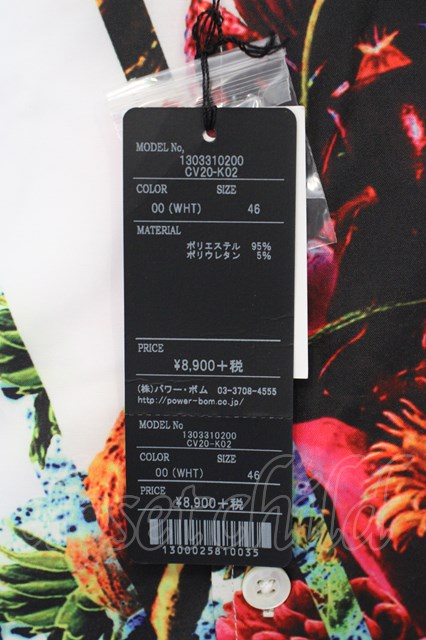 MODEL No,
1303310200
CV20-K02
COLOR SIZE
00 (WHT) 46
MATERIAL
ポリエステル 95%
ポリウレタン 5%
PRICE
¥8,900+税
(株)パワー・ボム 03-3708-4555
http://power-bom.co.jp/
MODEL No
1303310200
CV20-K02
COLOR SIZE
00 (WHT) 46
PRICE
¥8,900+税
1300025810035
closetchild